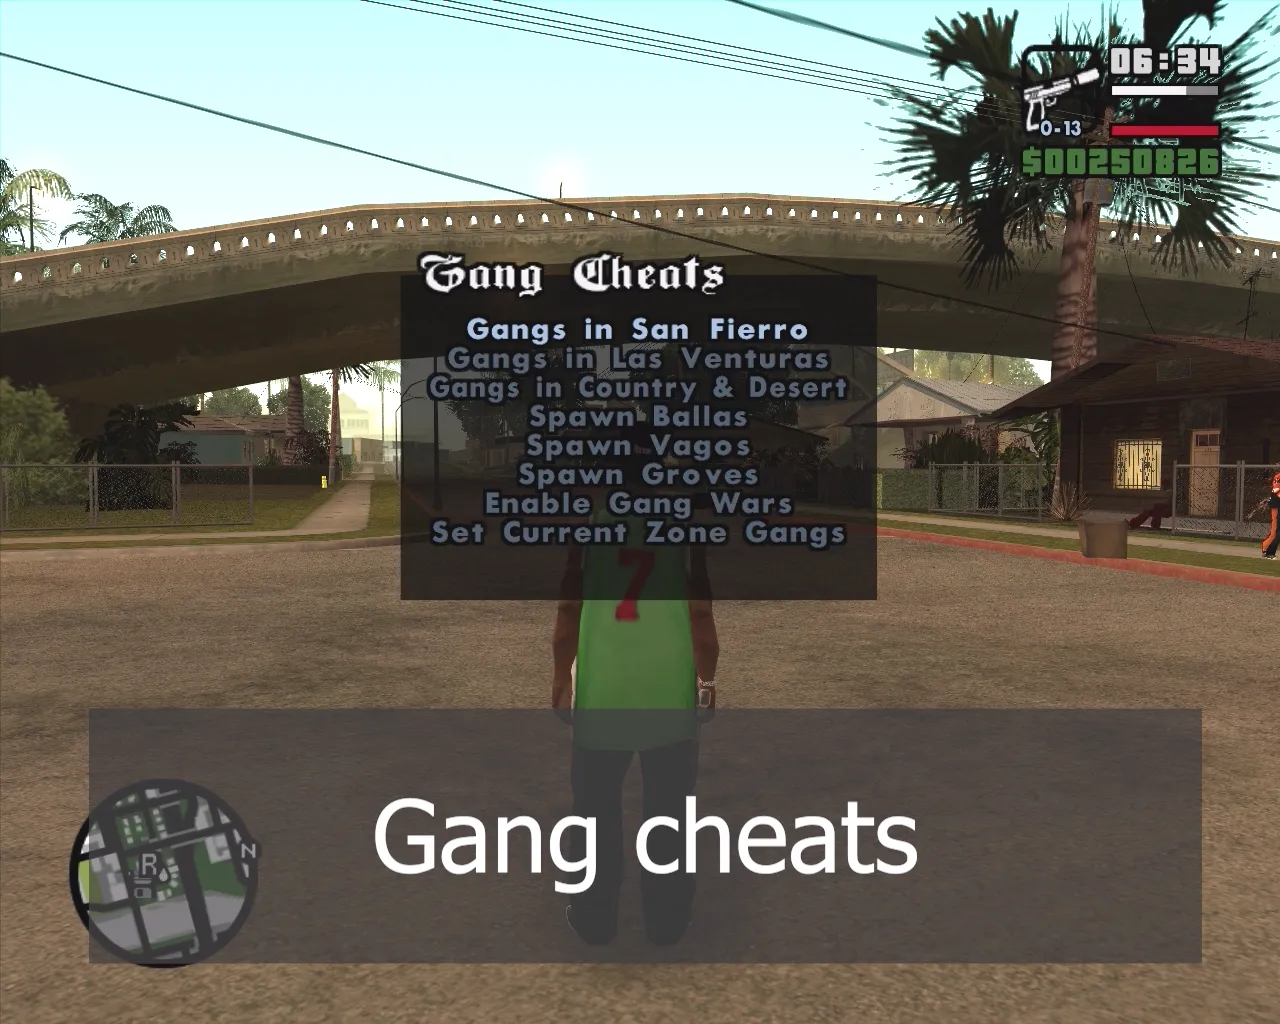 06:34
0-13
$00250826
Gang Cheats
Gangs in San Fierro
Gangs in Las Venturas
Gangs in Country & Desert
Spawn Ballas
Spawn Vagos
Spawn Groves
Enable Gang Wars
Set Current Zone Gangs
7
N
R
Gang cheats